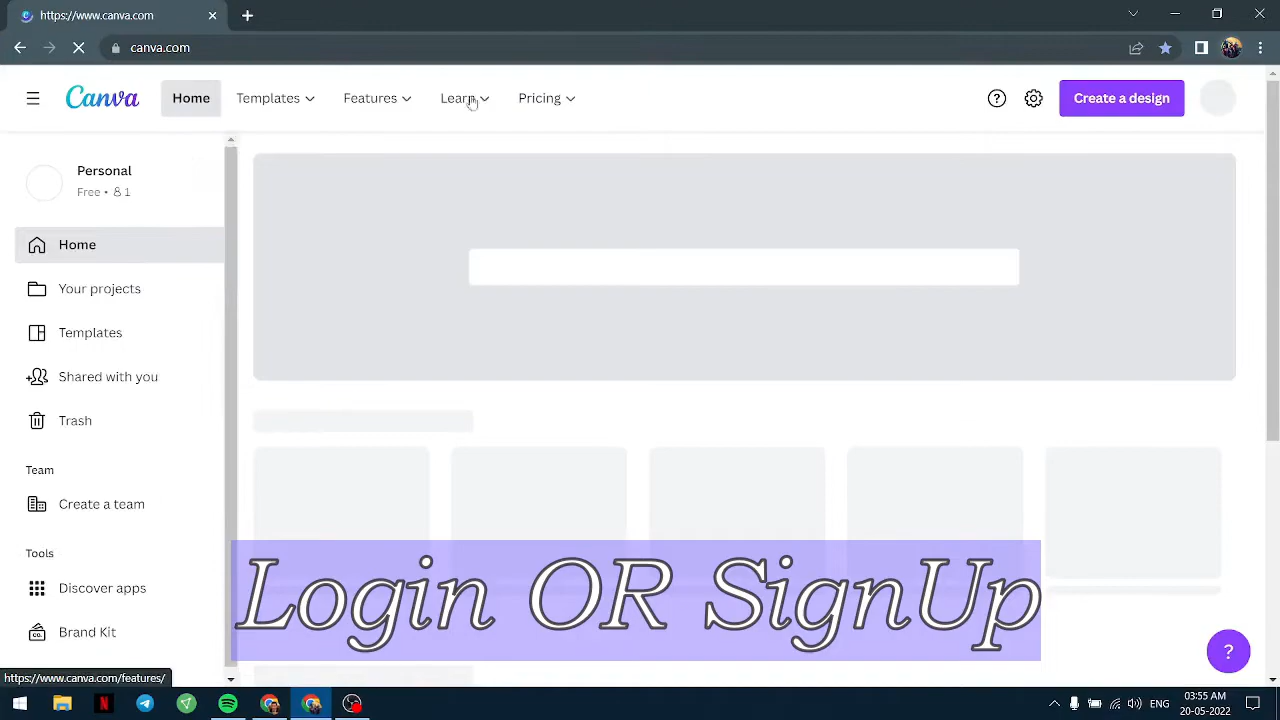 https://www.canva.com
canva.com
Canva
Home
Templates
Features
Learn
Pricing
Create a design
Personal
Free • 1
Home
Your projects
Templates
Shared with you
Trash
Team
Create a team
Tools
Discover apps
Brand Kit
CO.
Login OR SignUp
?
https://www.canva.com/features/
N
ENG
03:55 AM
20-05-2022